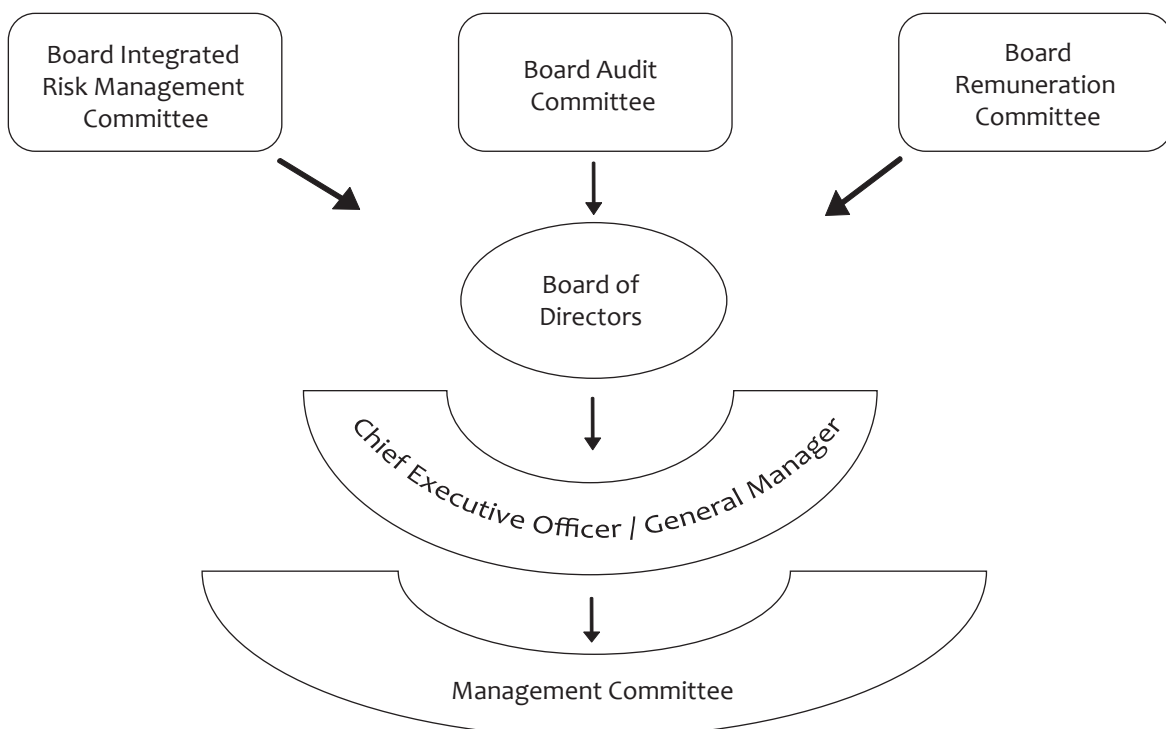 Board Integrated
Risk Management
Committee
Board Audit
Committee
Board
Remuneration
Committee
Board of
Directors
Chief Executive Officer / General Manager
Management Committee